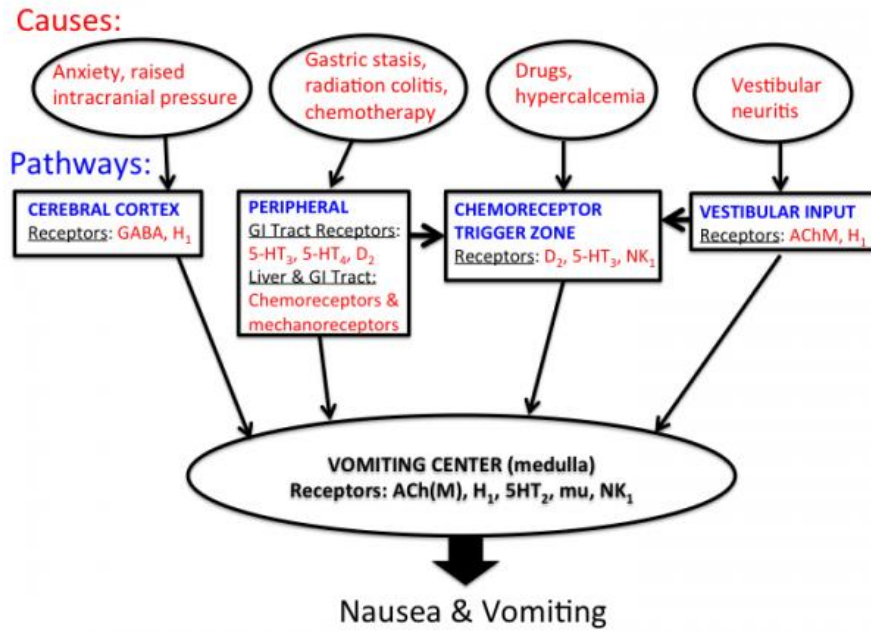 Causes:
Anxiety, raised
intracranial pressure
Gastric stasis,
radiation colitis,
chemotherapy
Drugs,
hypercalcemia
Vestibular
neuritis
Pathways:
CEREBRAL CORTEX
Receptors: GABA, H₁
PERIPHERAL
GI Tract Receptors:
5-HT₃, 5-HT₄, D₂
Liver & GI Tract:
Chemoreceptors &
mechanoreceptors
CHEMORECEPTOR
TRIGGER ZONE
Receptors: D₂, 5-HT₃, NK₁
VESTIBULAR INPUT
Receptors: AChM, H₁
VOMITING CENTER (medulla)
Receptors: ACh(M), H₁, 5HT₂, mu, NK₁
Nausea & Vomiting